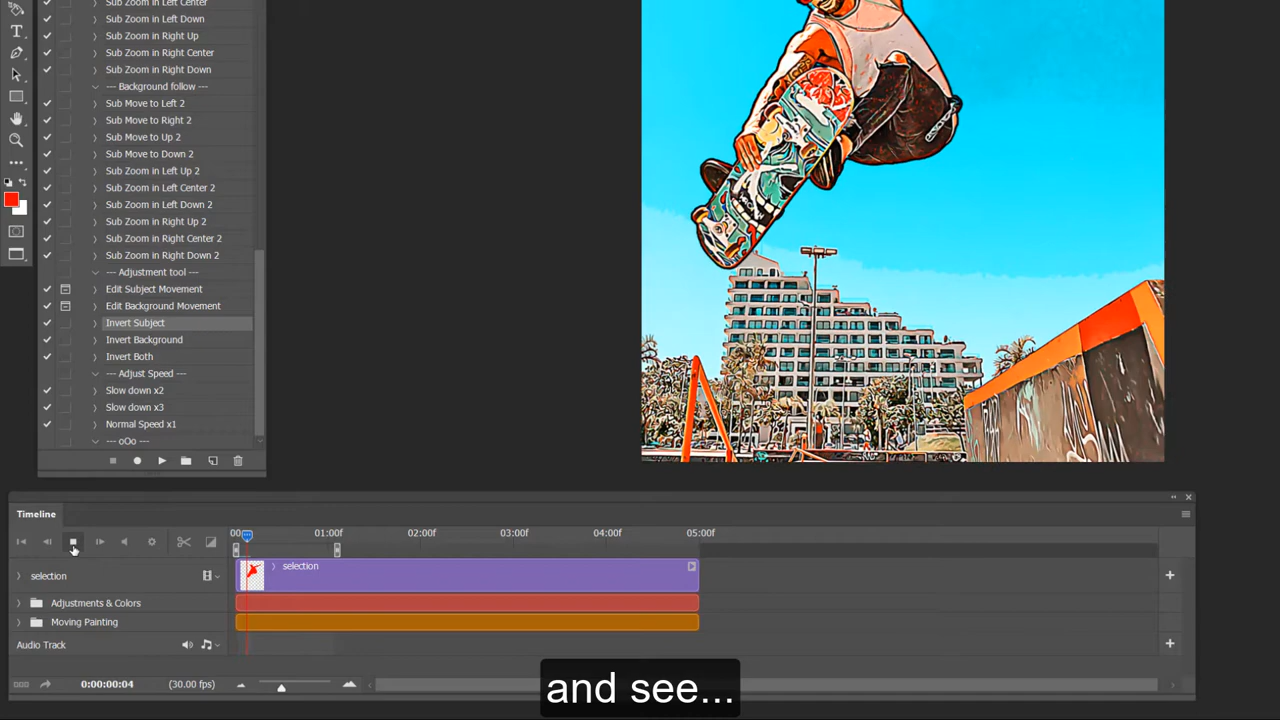 Sub Zoom in Left Center
Sub Zoom in Left Down
Sub Zoom in Right Up
Sub Zoom in Right Center
Sub Zoom in Right Down
--- Background follow ---
Sub Move to Left 2
Sub Move to Right 2
Sub Move to Up 2
Sub Move to Down 2
Sub Zoom in Left Up 2
Sub Zoom in Left Center 2
Sub Zoom in Left Down 2
Sub Zoom in Right Up 2
Sub Zoom in Right Center 2
Sub Zoom in Right Down 2
--- Adjustment tool ---
Edit Subject Movement
Edit Background Movement
Invert Subject
Invert Background
Invert Both
--- Adjust Speed ---
Slow down x2
Slow down x3
Normal Speed x1
--- oOo ---
Timeline
00 01:00f 02:00f 03:00f 04:00f 05:00f
selection selection
Adjustments & Colors
Moving Painting
Audio Track
0:00:00:04 (30.00 fps)
and see...